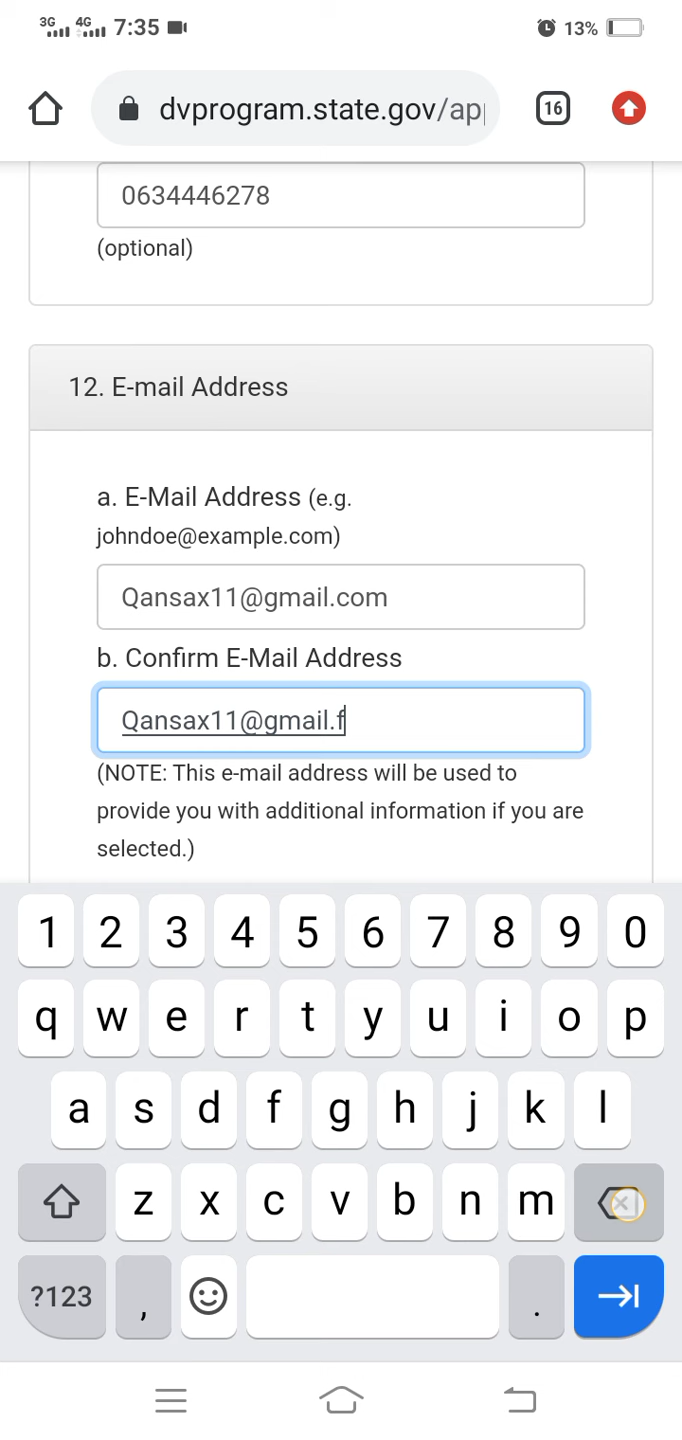 3G 4G 7:35 13%
dvprogram.state.gov/app 16
0634446278
(optional)
12. E-mail Address
a. E-Mail Address (e.g.
johndoe@example.com)
Qansax11@gmail.com
b. Confirm E-Mail Address
Qansax11@gmail.f
(NOTE: This e-mail address will be used to
provide you with additional information if you are
selected.)
1 2 3 4 5 6 7 8 9 0
q w e r t y u i o p
a s d f g h j k l
z x c v b n m
?123 , .